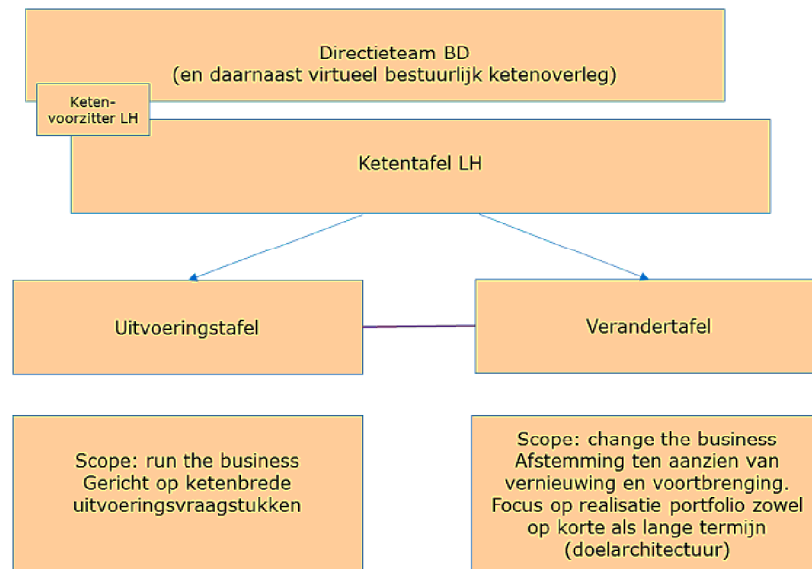 Directieteam BD
(en daarnaast virtueel bestuurlijk ketenoverleg)
Keten-
voorzitter LH
Ketentafel LH
Uitvoeringstafel
Verandertafel
Scope: run the business
Gericht op ketenbrede
uitvoeringsvraagstukken
Scope: change the business
Afstemming ten aanzien van
vernieuwing en voortbrenging.
Focus op realisatie portfolio zowel
op korte als lange termijn
(doelarchitectuur)